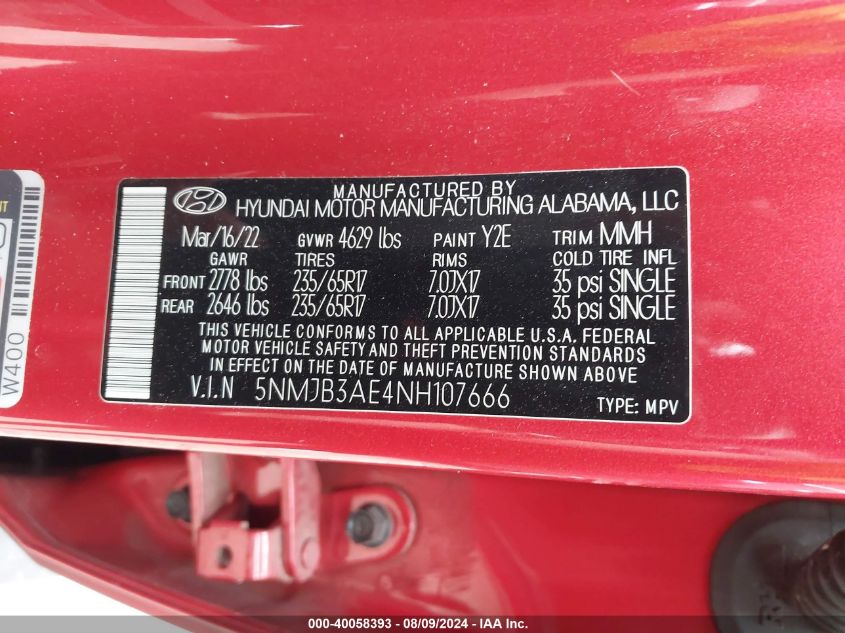 MANUFACTURED BY
HYUNDAI MOTOR MANUFACTURING ALABAMA, LLC
Mar/16/22 GVWR 4629 lbs PAINT Y2E TRIM MMH
GAWR TIRES RIMS COLD TIRE INFL
FRONT 2778 lbs 235/65R17 7.0JX17 35 psi SINGLE
REAR 2646 lbs 235/65R17 7.0JX17 35 psi SINGLE
THIS VEHICLE CONFORMS TO ALL APPLICABLE U.S.A. FEDERAL
MOTOR VEHICLE SAFETY AND THEFT PREVENTION STANDARDS
IN EFFECT ON THE DATE OF MANUFACTURE SHOWN ABOVE
V.I.N 5NMJB3AE4NH107666
TYPE: MPV
W400
000-40058393 - 08/09/2024 - IAAI.com